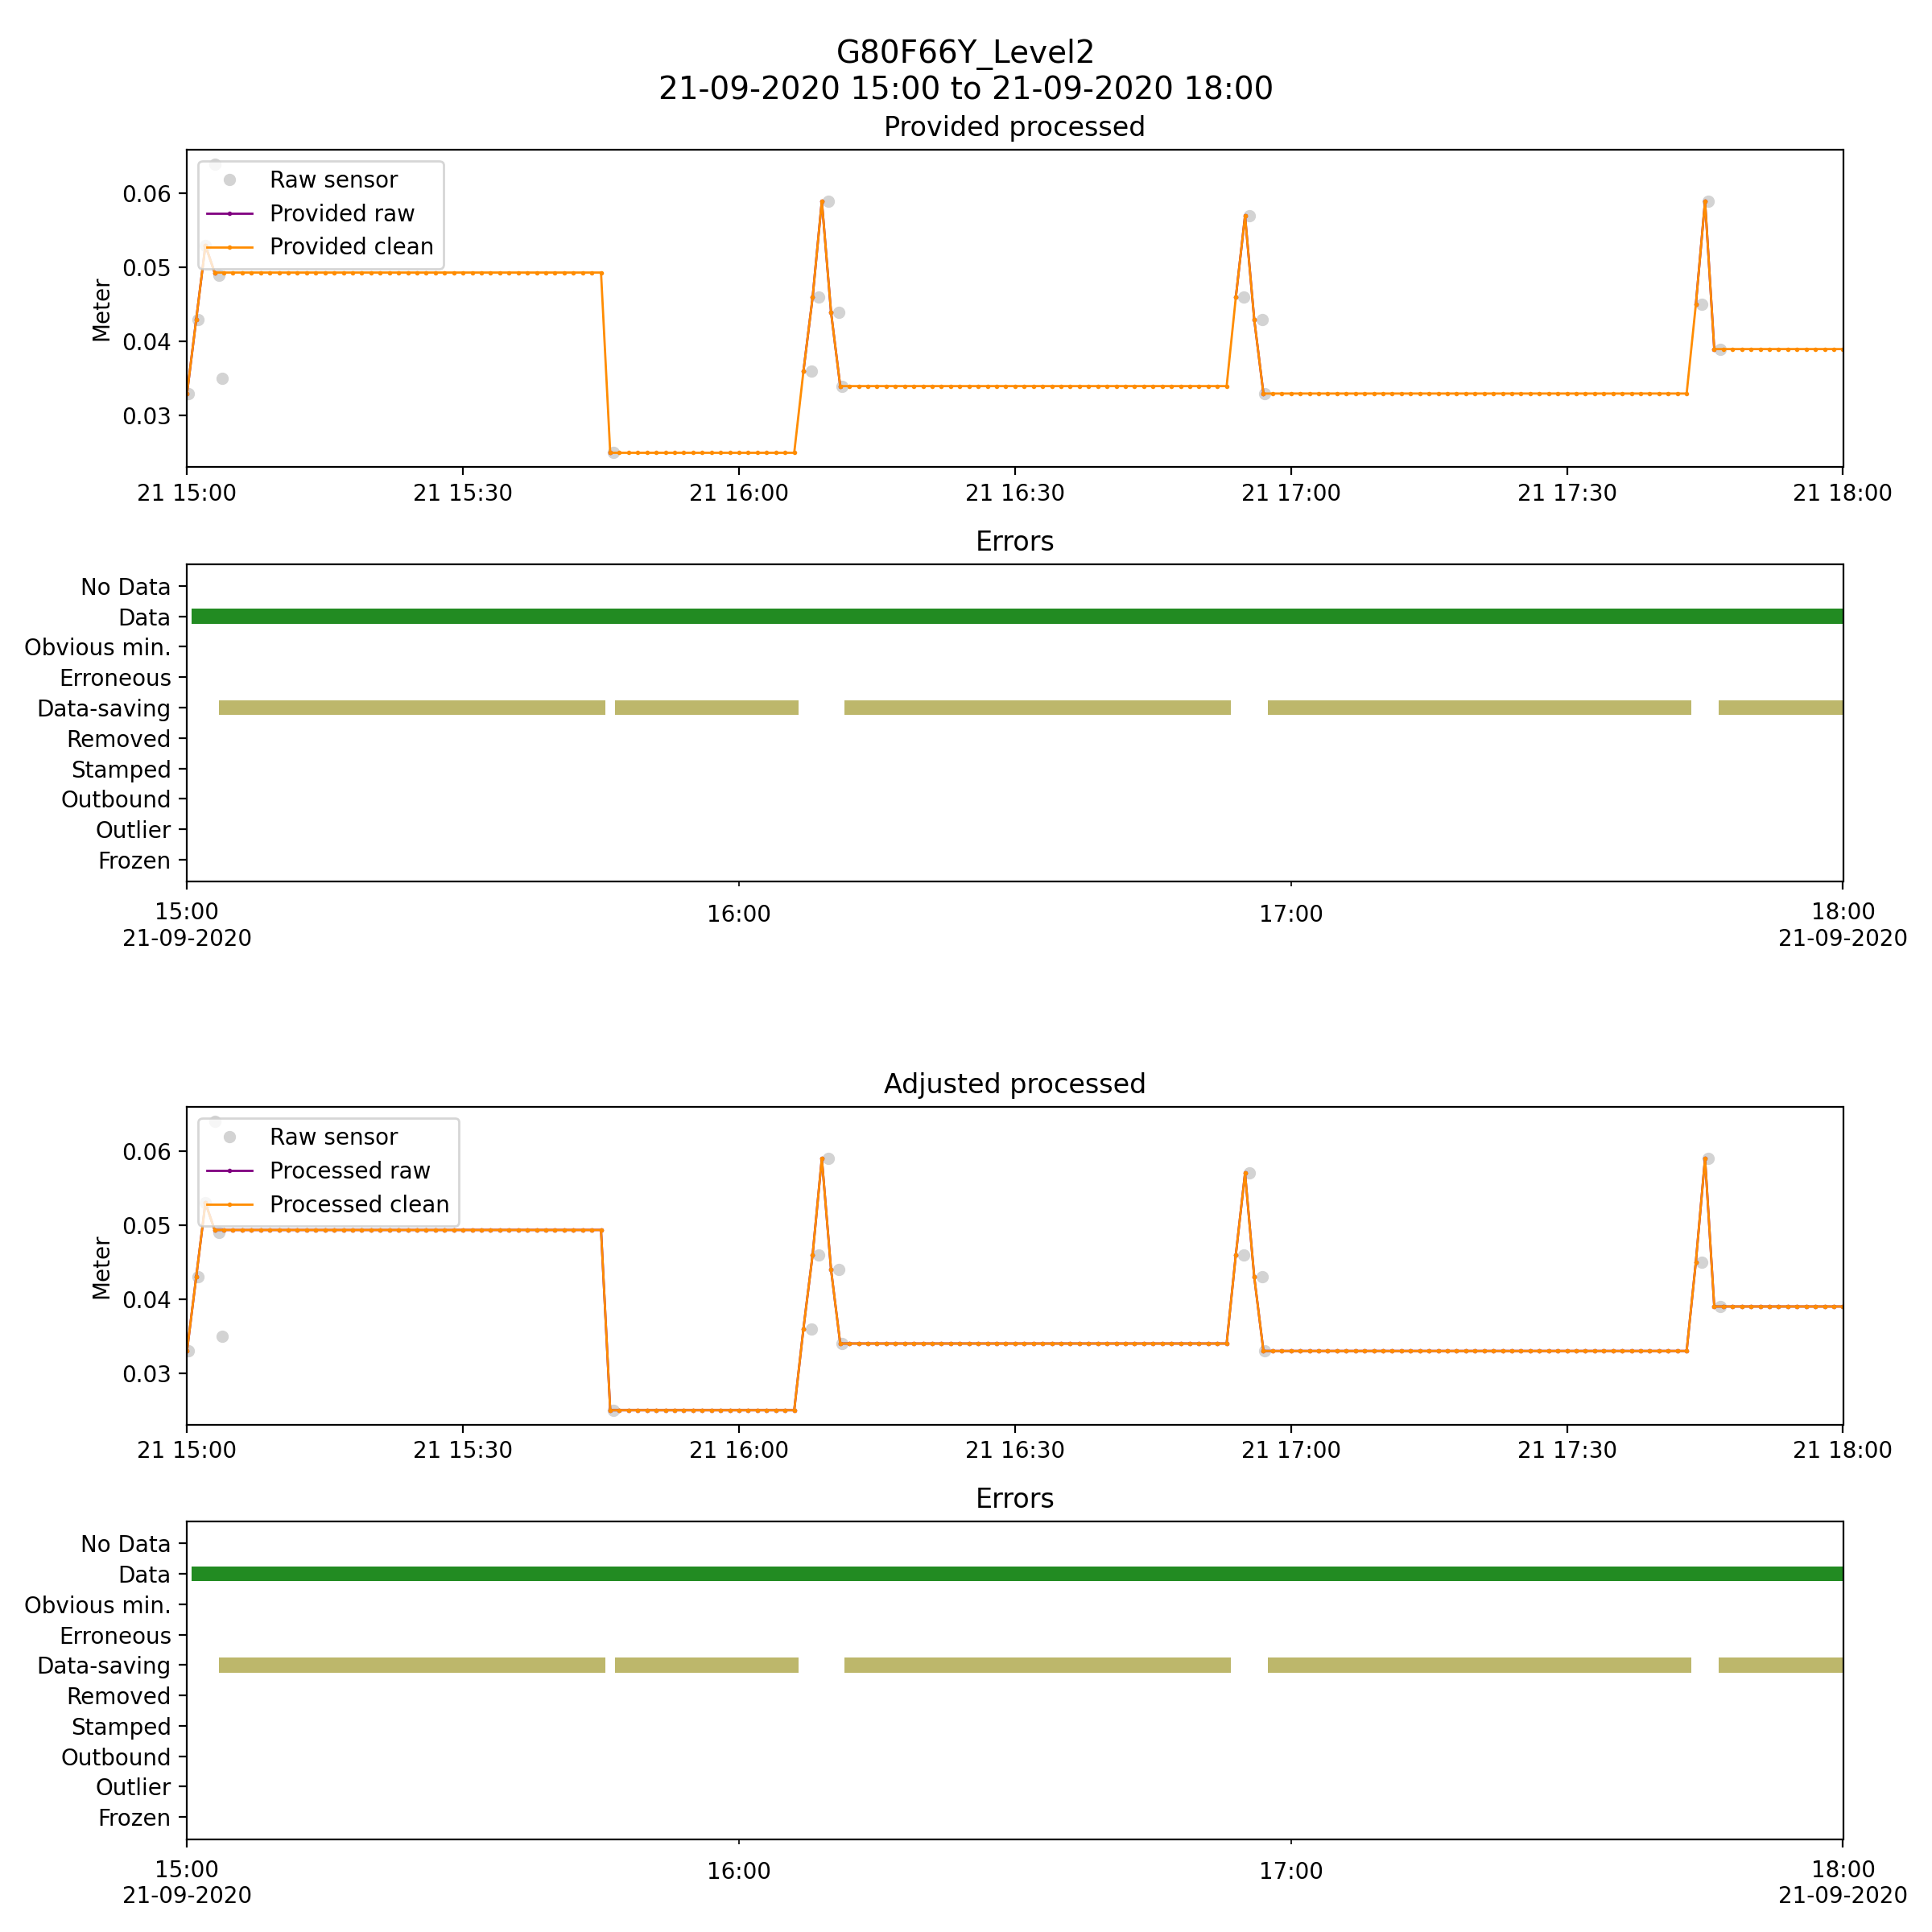 G80F66Y_Level2
21-09-2020 15:00 to 21-09-2020 18:00
Provided processed
Raw sensor
Provided raw
Provided clean
Meter
0.06
0.05
0.04
0.03
21 15:00 21 15:30 21 16:00 21 16:30 21 17:00 21 17:30 21 18:00
Errors
No Data
Data
Obvious min.
Erroneous
Data-saving
Removed
Stamped
Outbound
Outlier
Frozen
15:00 16:00 17:00 18:00
21-09-2020 21-09-2020
Adjusted processed
Raw sensor
Processed raw
Processed clean
Meter
0.06
0.05
0.04
0.03
21 15:00 21 15:30 21 16:00 21 16:30 21 17:00 21 17:30 21 18:00
Errors
No Data
Data
Obvious min.
Erroneous
Data-saving
Removed
Stamped
Outbound
Outlier
Frozen
15:00 16:00 17:00 18:00
21-09-2020 21-09-2020